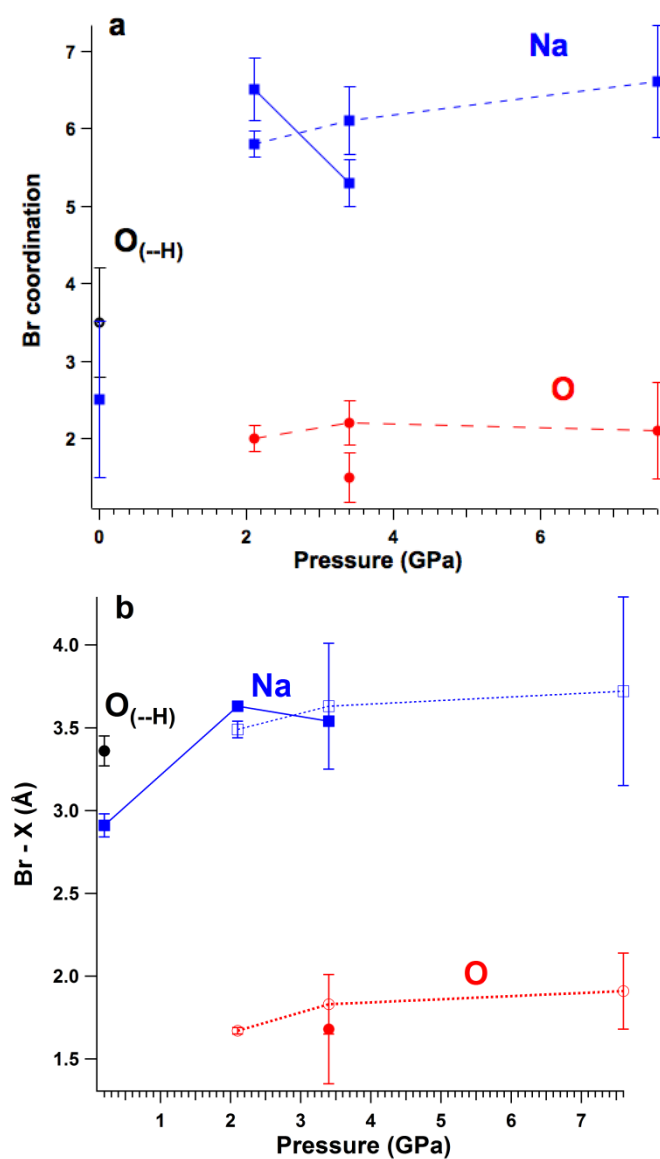 a
Na
7
6
5
O(--H)
4
3
O
2
Br coordination
0
2
4
6
Pressure (GPa)
b
4.0
Na
O(--H)
3.5
3.0
Br - X (Å)
2.5
2.0
O
1.5
1
2
3
4
5
6
7
Pressure (GPa)